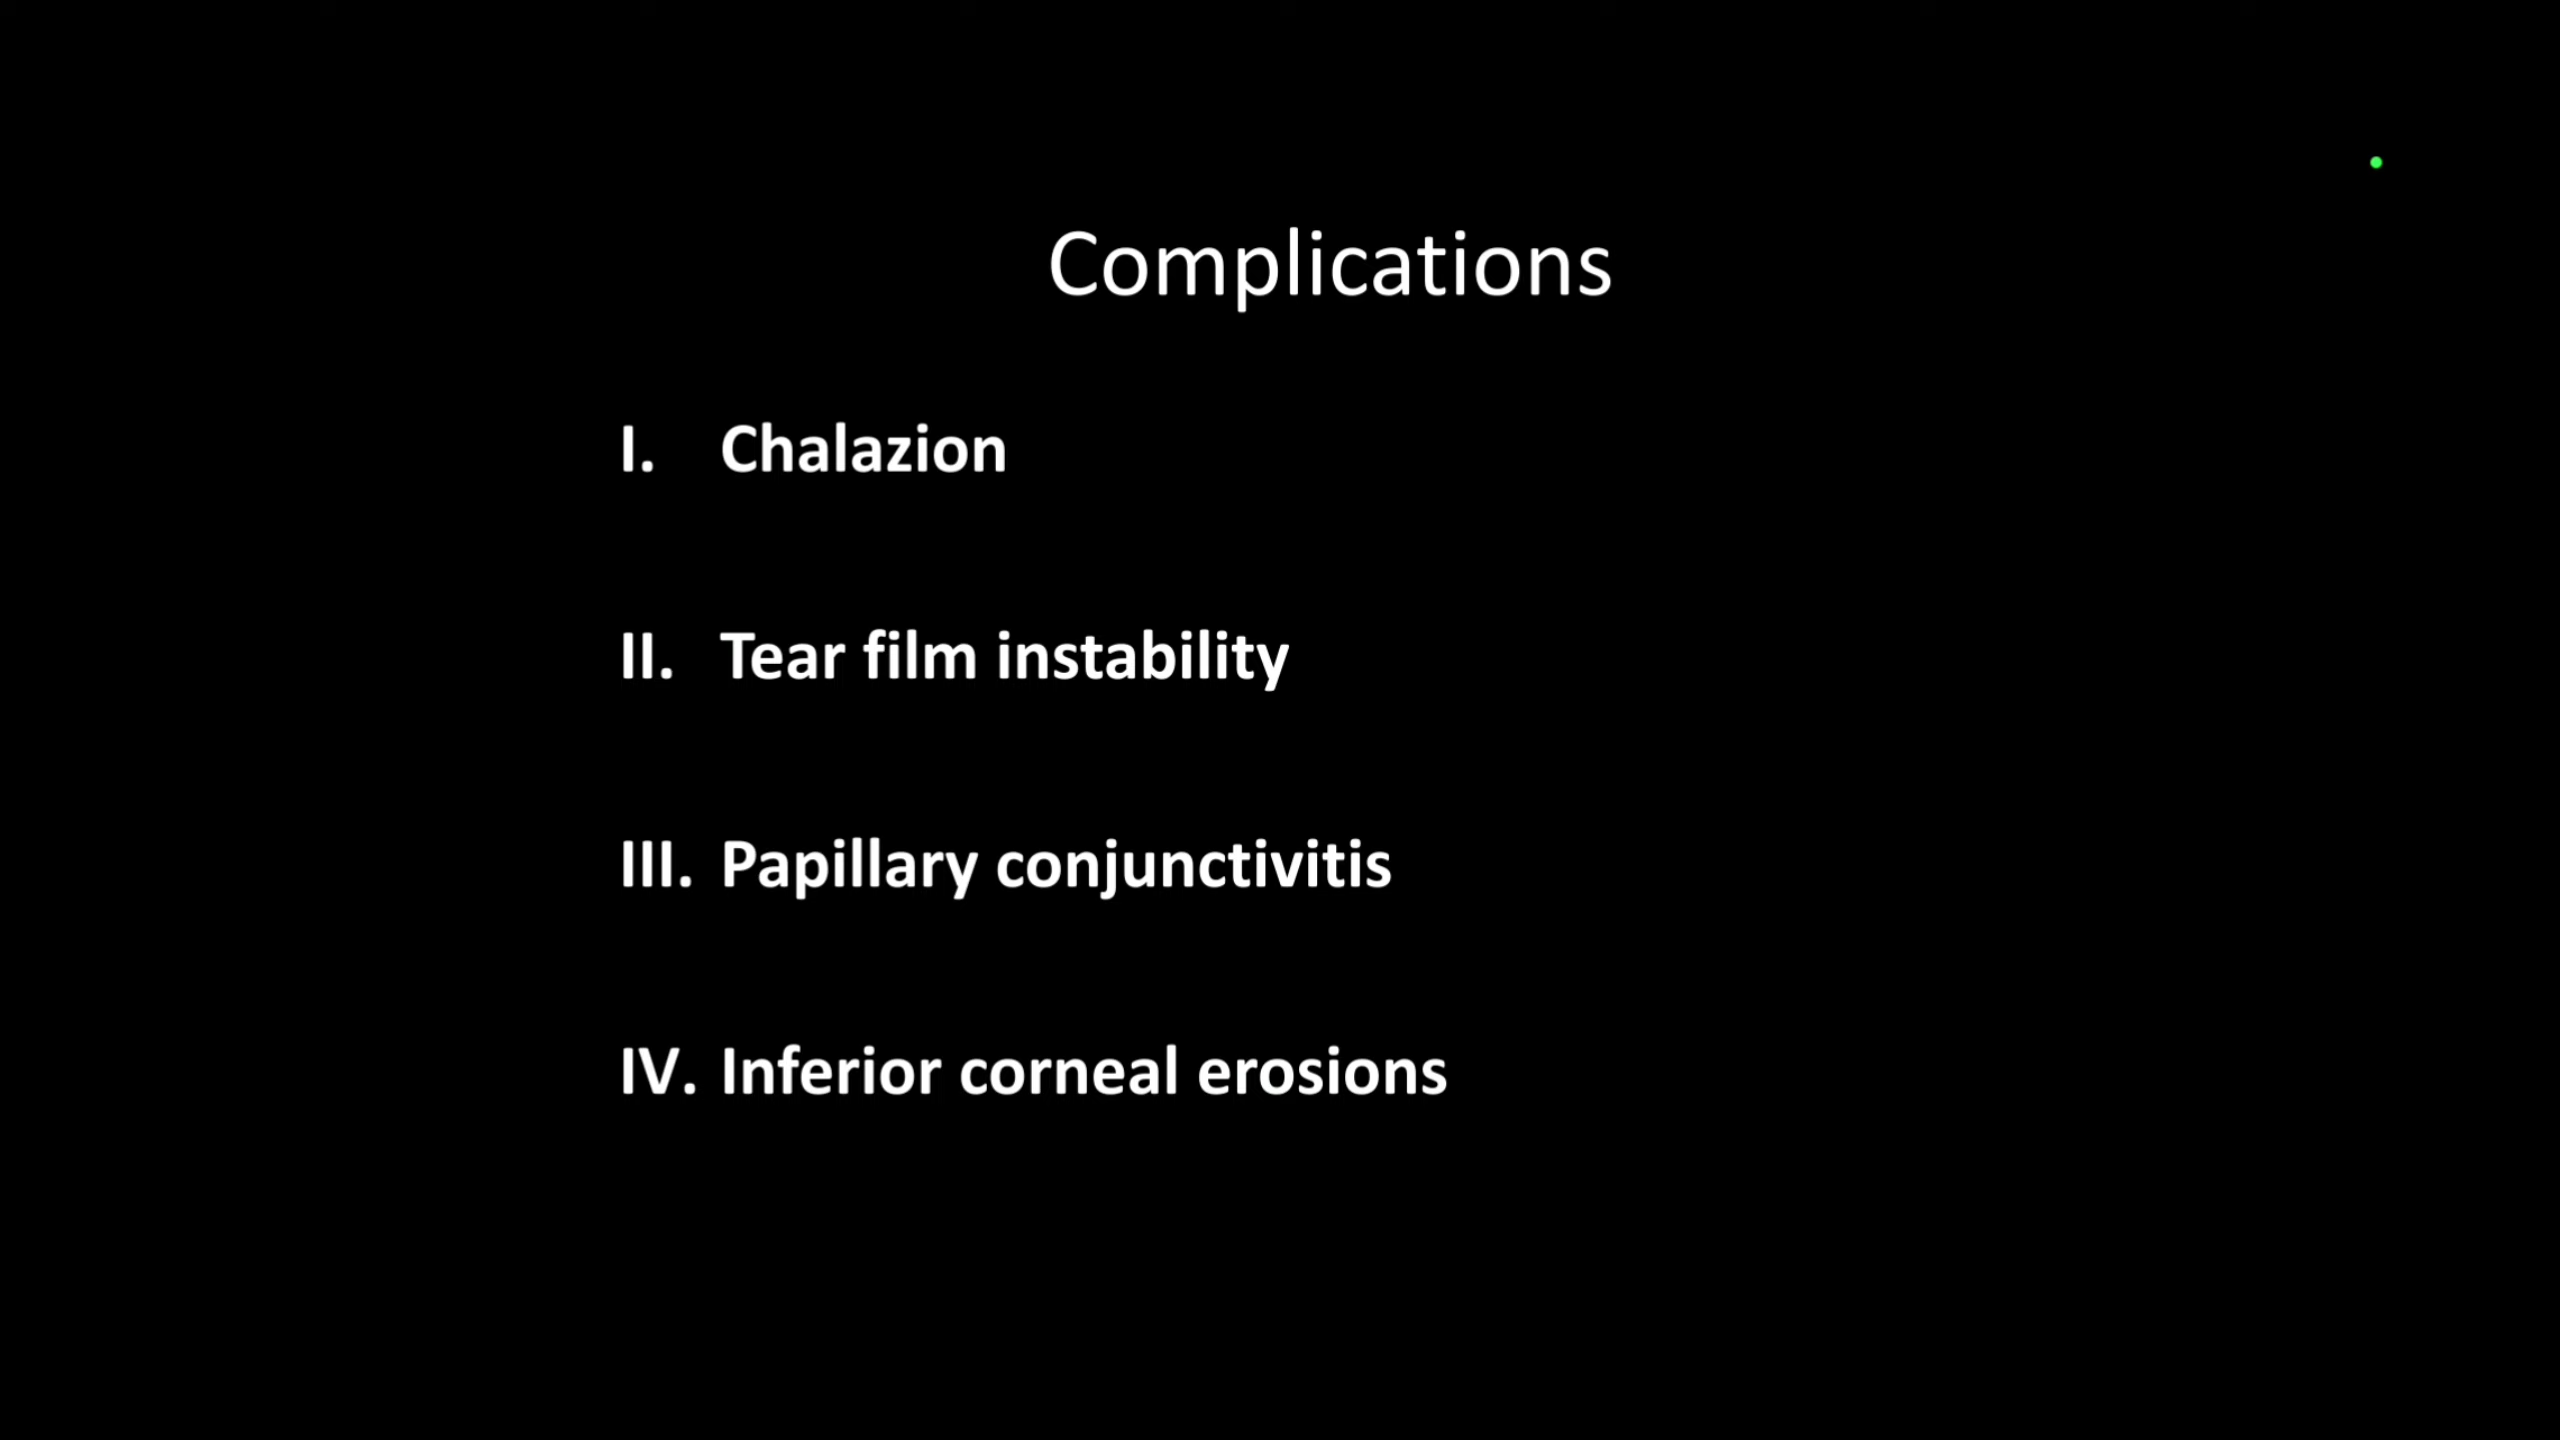 Complications
I. Chalazion
II. Tear film instability
III. Papillary conjunctivitis
IV. Inferior corneal erosions